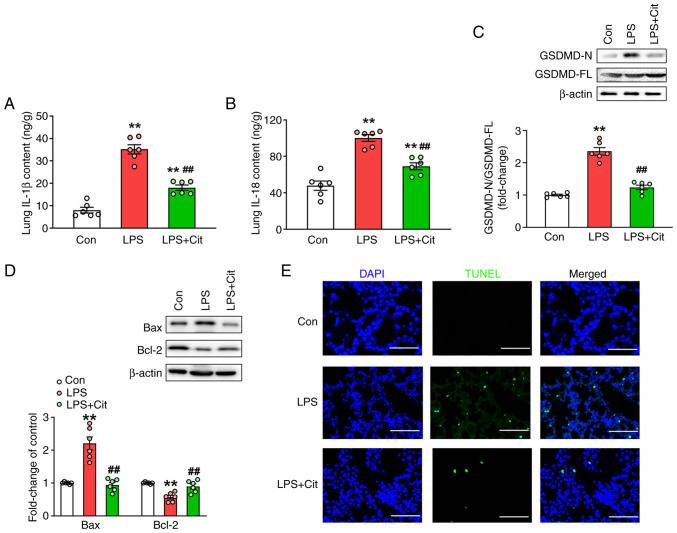 A
Lung IL-1β content (ng/g)
50
40
30
20
10
0
**
** ##
Con LPS LPS+Cit
B
Lung IL-18 content (ng/g)
120
80
40
0
**
** ##
Con LPS LPS+Cit
C
Con LPS LPS+Cit
GSDMD-N
GSDMD-FL
β-actin
GSDMD-N/GSDMD-FL
(fold-change)
3
2
1
0
**
##
Con LPS LPS+Cit
D
Con LPS LPS+Cit
Bax
Bcl-2
β-actin
Con
LPS
LPS+Cit
Fold-change of control
4
3
2
1
0
**
##
**
##
Bax Bcl-2
E
DAPI TUNEL Merged
Con
LPS
LPS+Cit